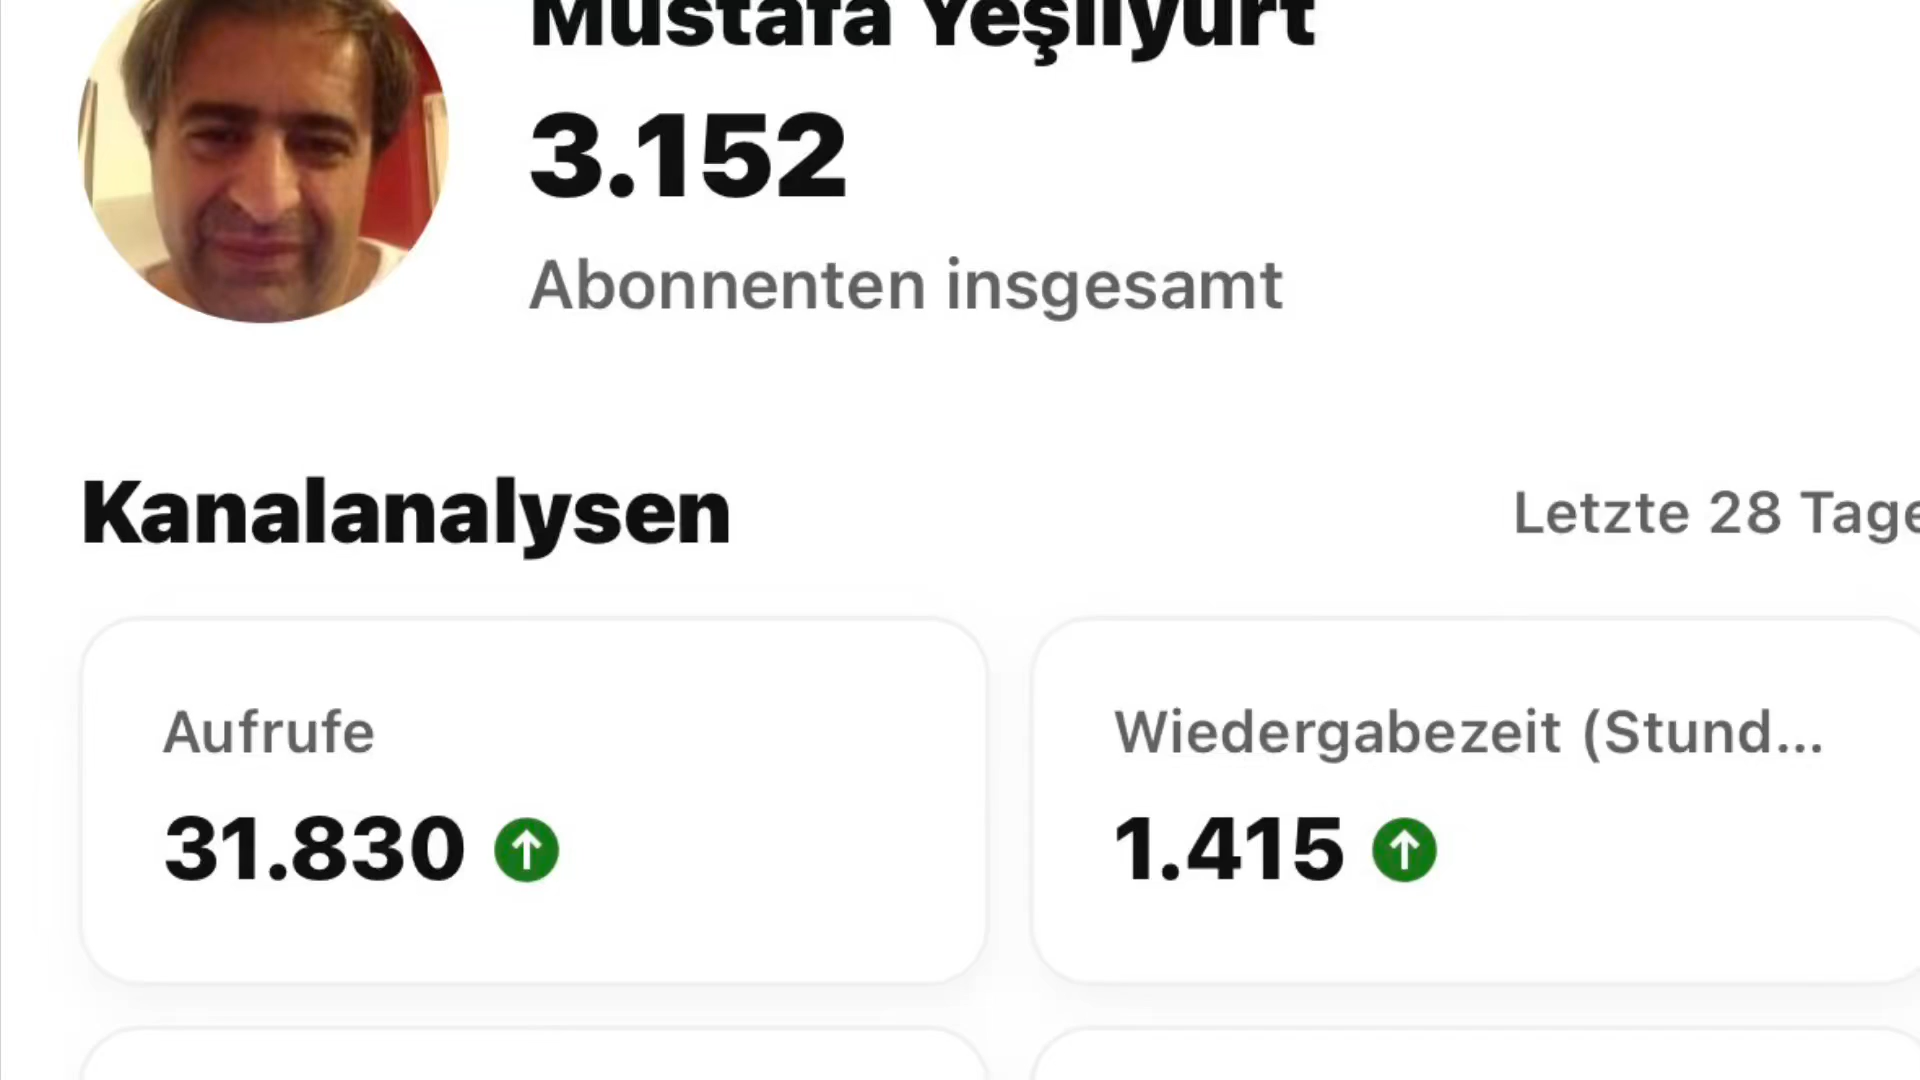 Mustafa Yeşilyurt
3.152
Abonnenten insgesamt
Kanalanalysen
Letzte 28 Tage
Aufrufe
Wiedergabezeit (Stund...
31.830
1.415